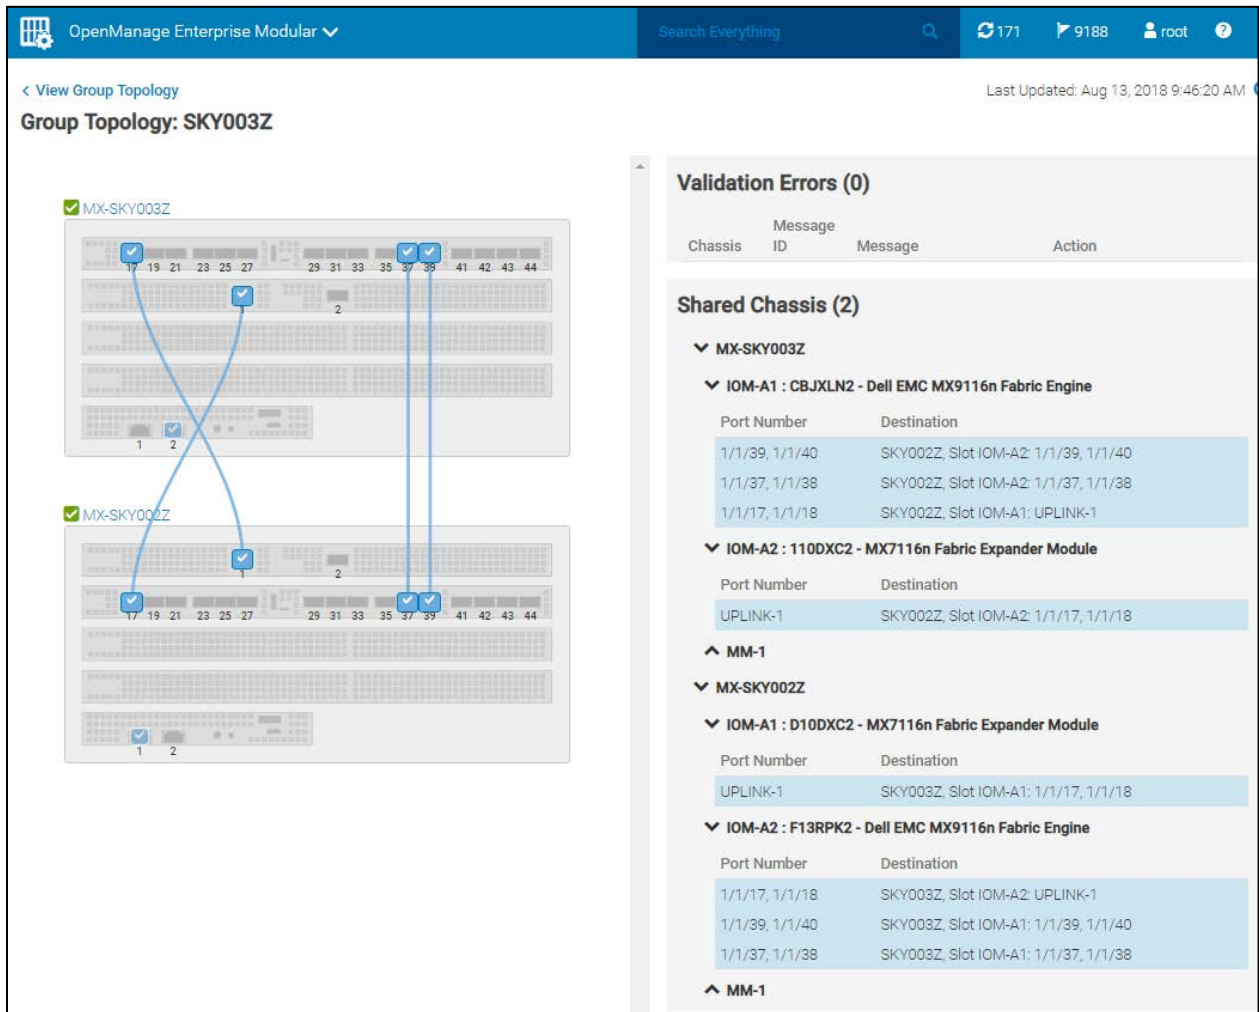 OpenManage Enterprise Modular
Search Everything
171
9188
root
?
View Group Topology
Last Updated: Aug 13, 2018 9:46:20 AM
Group Topology: SKY003Z
MX-SKY003Z
17 19 21 23 25 27 29 31 33 35 37 39 41 42 43 44
1 2
1 2
MX-SKY002Z
1 2
17 19 21 23 25 27 29 31 33 35 37 39 41 42 43 44
1 2
Validation Errors (0)
Chassis Message ID Message Action
Shared Chassis (2)
MX-SKY003Z
IOM-A1 : CBJXLN2 - Dell EMC MX9116n Fabric Engine
Port Number Destination
1/1/39, 1/1/40 SKY002Z, Slot IOM-A2: 1/1/39, 1/1/40
1/1/37, 1/1/38 SKY002Z, Slot IOM-A2: 1/1/37, 1/1/38
1/1/17, 1/1/18 SKY002Z, Slot IOM-A1: UPLINK-1
IOM-A2 : 110DXC2 - MX7116n Fabric Expander Module
Port Number Destination
UPLINK-1 SKY002Z, Slot IOM-A2: 1/1/17, 1/1/18
MM-1
MX-SKY002Z
IOM-A1 : D10DXC2 - MX7116n Fabric Expander Module
Port Number Destination
UPLINK-1 SKY003Z, Slot IOM-A1: 1/1/17, 1/1/18
IOM-A2 : F13RPK2 - Dell EMC MX9116n Fabric Engine
Port Number Destination
1/1/17, 1/1/18 SKY003Z, Slot IOM-A2: UPLINK-1
1/1/39, 1/1/40 SKY003Z, Slot IOM-A1: 1/1/39, 1/1/40
1/1/37, 1/1/38 SKY003Z, Slot IOM-A1: 1/1/37, 1/1/38
MM-1